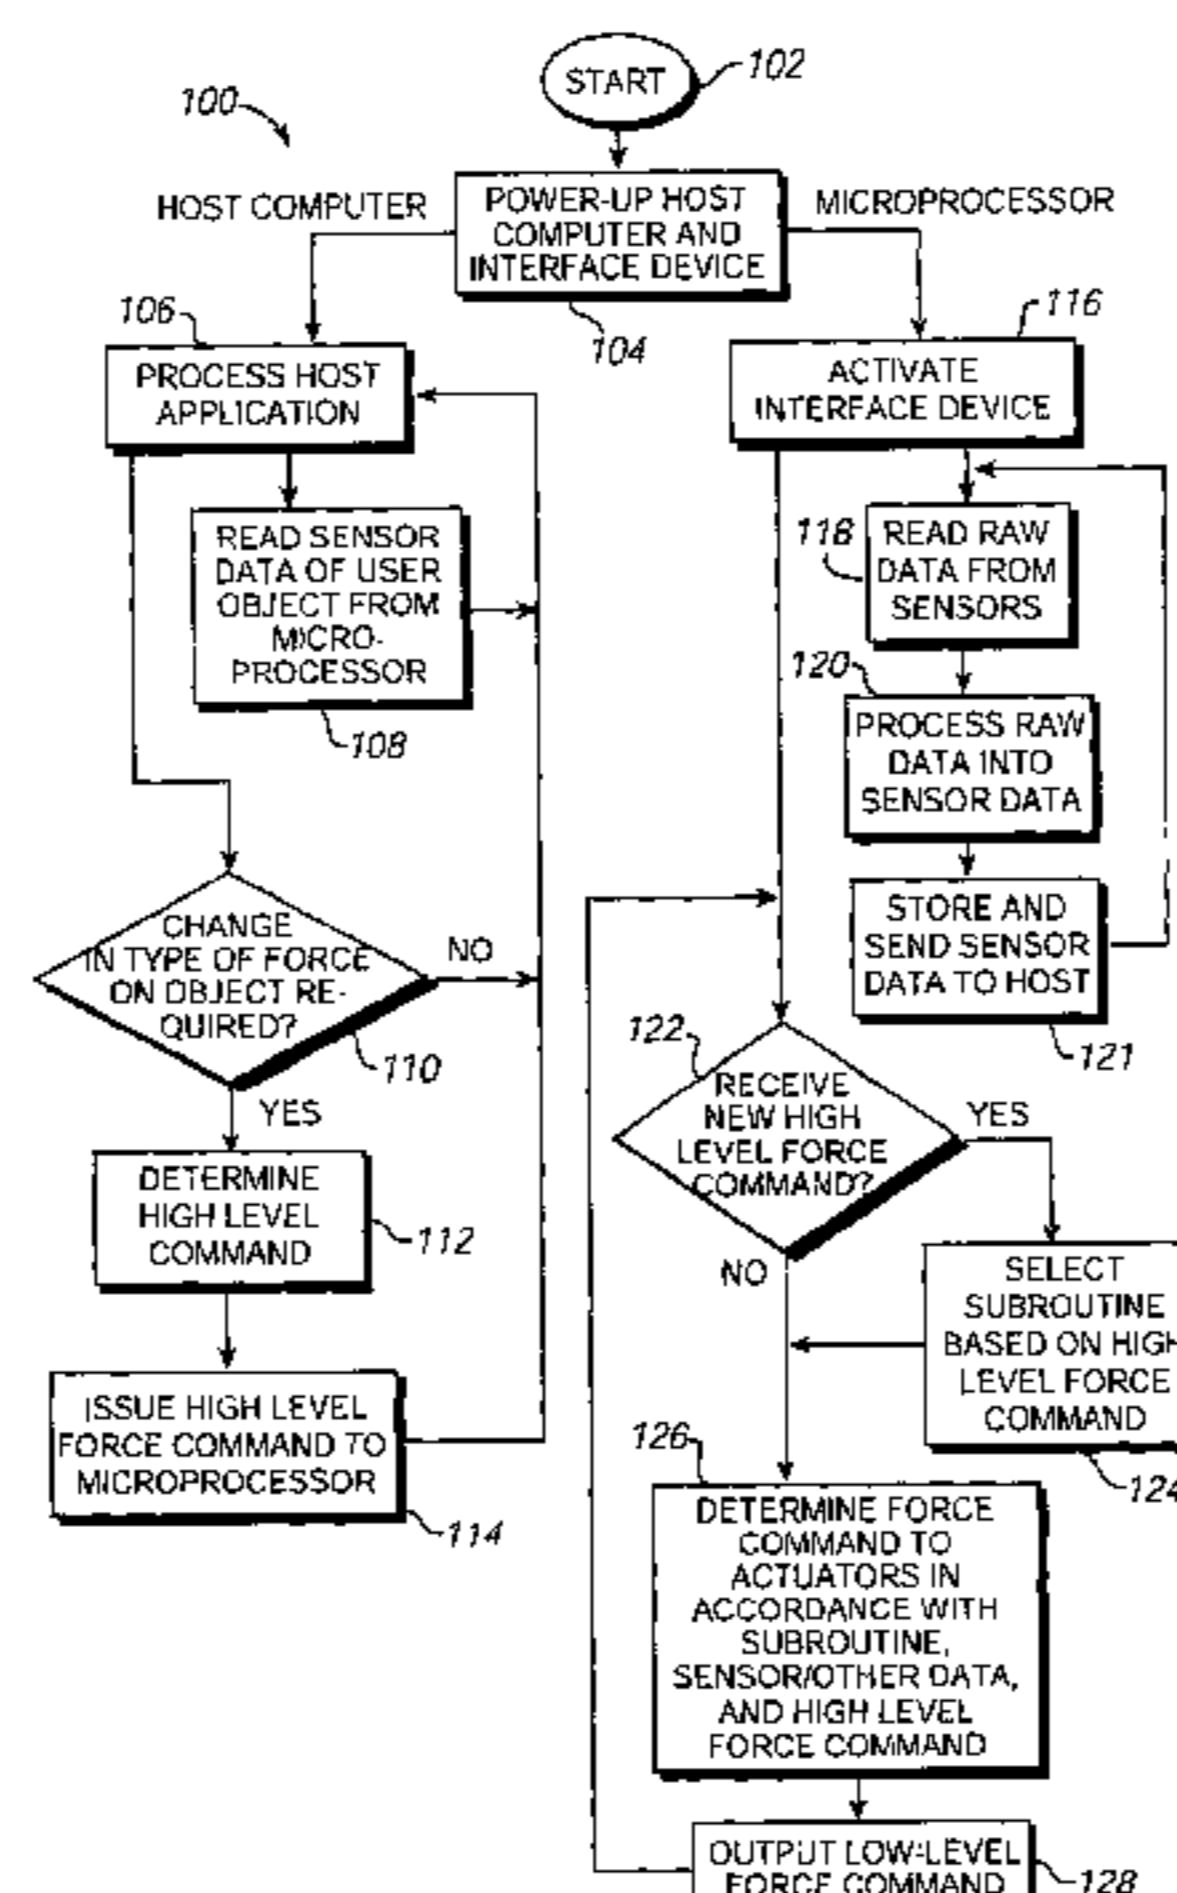 START
102
100
HOST COMPUTER
POWER-UP HOST
COMPUTER AND
INTERFACE DEVICE
MICROPROCESSOR
104
106
PROCESS HOST
APPLICATION
READ SENSOR
DATA OF USER
OBJECT FROM
MICRO-
PROCESSOR
108
CHANGE
IN TYPE OF FORCE
ON OBJECT RE-
QUIRED?
NO
110
YES
DETERMINE
HIGH LEVEL
COMMAND
112
ISSUE HIGH LEVEL
FORCE COMMAND TO
MICROPROCESSOR
114
116
ACTIVATE
INTERFACE DEVICE
118
READ RAW
DATA FROM
SENSORS
120
PROCESS RAW
DATA INTO
SENSOR DATA
STORE AND
SEND SENSOR
DATA TO HOST
121
122
RECEIVE
NEW HIGH
LEVEL FORCE
COMMAND?
YES
NO
SELECT
SUBROUTINE
BASED ON HIGH
LEVEL FORCE
COMMAND
124
126
DETERMINE FORCE
COMMAND TO
ACTUATORS IN
ACCORDANCE WITH
SUBROUTINE,
SENSOR/OTHER DATA,
AND HIGH LEVEL
FORCE COMMAND
OUTPUT LOW-LEVEL
FORCE COMMAND
128